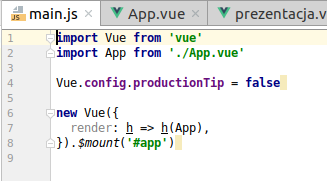 main.js × App.vue × prezentacja.v
1 import Vue from 'vue'
2 import App from './App.vue'
3
4 Vue.config.productionTip = false
5
6 new Vue({
7 render: h => h(App),
8 }).$mount('#app')
9